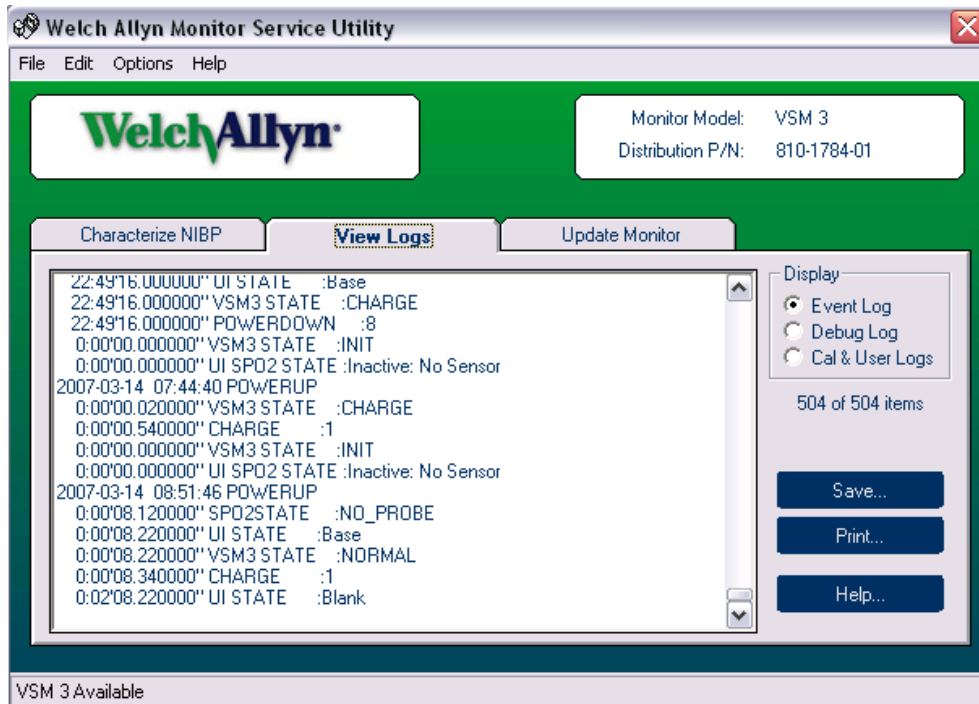 Welch Allyn Monitor Service Utility
File Edit Options Help
WelchAllyn
Monitor Model: VSM 3
Distribution P/N: 810-1784-01
Characterize NIBP View Logs Update Monitor
22:49'16.000000" UI STATE :Base
22:49'16.000000" VSM3 STATE :CHARGE
22:49'16.000000" POWERDOWN :8
0:00'00.000000" VSM3 STATE :INIT
0:00'00.000000" UI SPO2 STATE :Inactive: No Sensor
2007-03-14 07:44:40 POWERUP
0:00'00.020000" VSM3 STATE :CHARGE
0:00'00.540000" CHARGE :1
0:00'00.000000" VSM3 STATE :INIT
0:00'00.000000" UI SPO2 STATE :Inactive: No Sensor
2007-03-14 08:51:46 POWERUP
0:00'08.120000" SPO2STATE :NO_PROBE
0:00'08.220000" UI STATE :Base
0:00'08.220000" VSM3 STATE :NORMAL
0:00'08.340000" CHARGE :1
0:02'08.220000" UI STATE :Blank
Display
Event Log
Debug Log
Cal & User Logs
504 of 504 items
Save...
Print...
Help...
VSM 3 Available